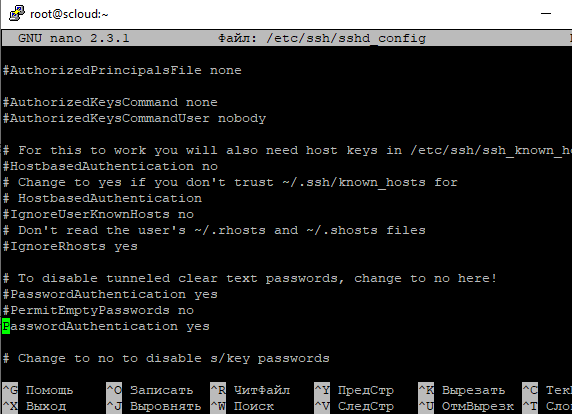 root@scloud:~
GNU nano 2.3.1 Файл: /etc/ssh/sshd_config
#AuthorizedPrincipalsFile none
#AuthorizedKeysCommand none
#AuthorizedKeysCommandUser nobody
# For this to work you will also need host keys in /etc/ssh/ssh_known_ho
#HostbasedAuthentication no
# Change to yes if you don't trust ~/.ssh/known_hosts for
# HostbasedAuthentication
#IgnoreUserKnownHosts no
# Don't read the user's ~/.rhosts and ~/.shosts files
#IgnoreRhosts yes
# To disable tunneled clear text passwords, change to no here!
#PasswordAuthentication yes
#PermitEmptyPasswords no
PasswordAuthentication yes
# Change to no to disable s/key passwords
^G Помощь ^O Записать ^R ЧитФайл ^Y ПредСтр ^K Вырезать ^C Тек
^X Выход ^J Выровнять ^W Поиск ^V СледСтр ^U ОтмВырезк ^T Сло